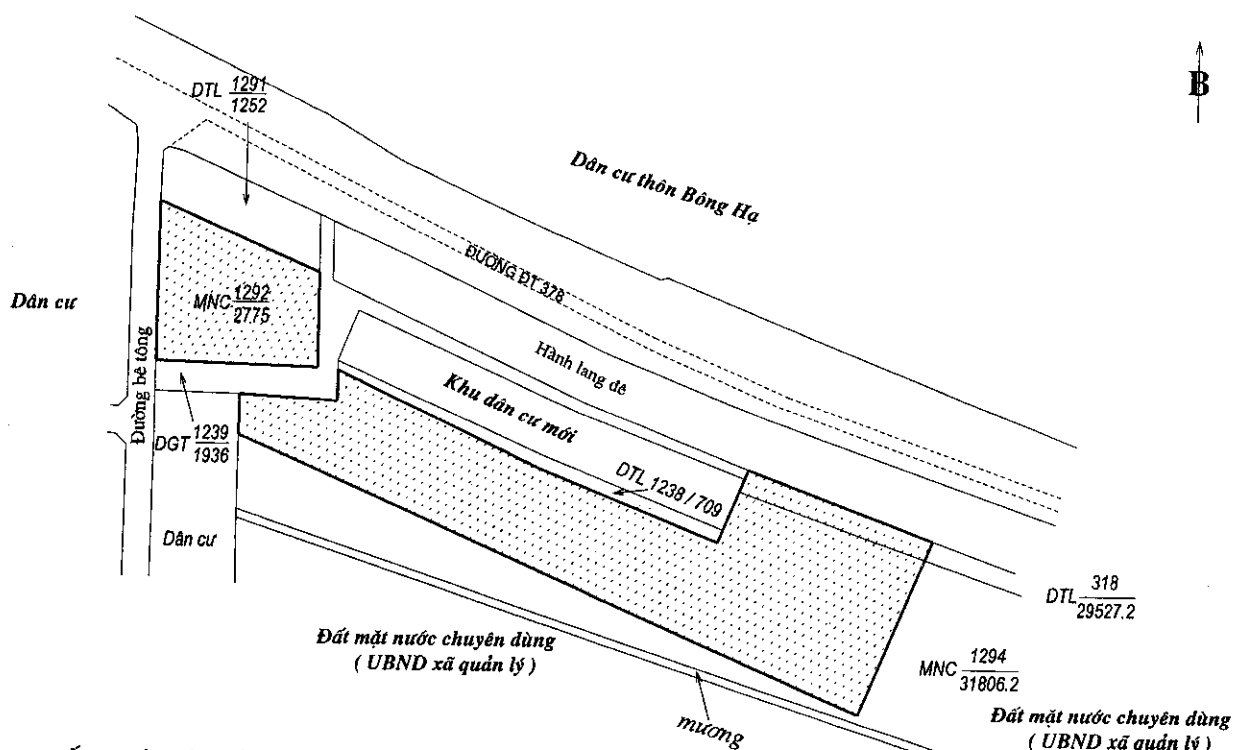 DTL 1291
1252
B
Dân cư thôn Bông Hạ
ĐƯỜNG ĐT 378
MNC 1292
2775
Dân cư
Hành lang đê
Khu dân cư mới
Đường bê tông
DGT 1239
1936
DTL 1238 / 709
Dân cư
DTL 318
29527.2
Đất mặt nước chuyên dùng
( UBND xã quản lý )
MNC 1294
31806.2
mương
Đất mặt nước chuyên dùng
( UBND xã quản lý )